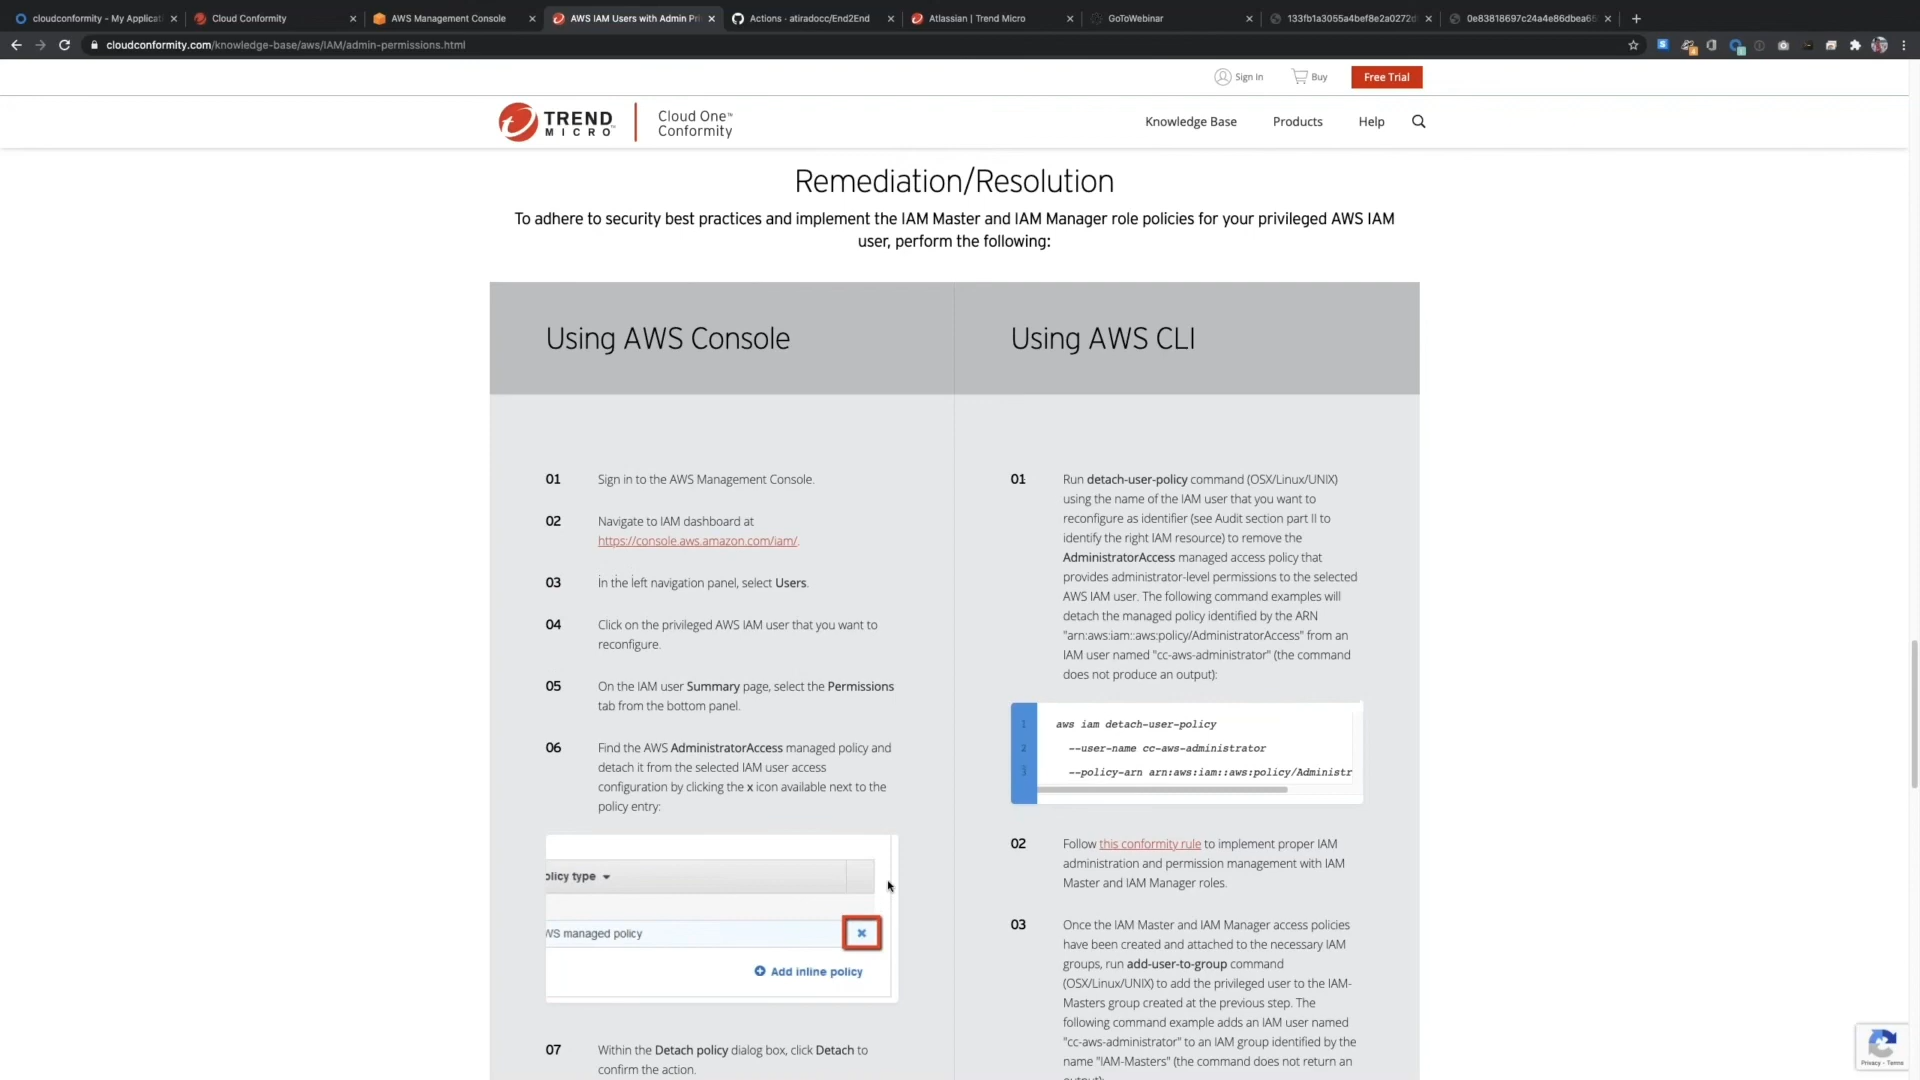 cloudconformity - My Applicati
Cloud Conformity
AWS Management Console
AWS IAM Users with Admin Pri
Actions · atiradocc/End2End
Atlassian | Trend Micro
GoToWebinar
133fb1a3055a4bef8e2a0272d
0e83818697c24a4e86dbea65
cloudconformity.com/knowledge-base/aws/IAM/admin-permissions.html
Sign in
Buy
Free Trial
TREND
MICRO
Cloud One™
Conformity
Knowledge Base
Products
Help
Remediation/Resolution
To adhere to security best practices and implement the IAM Master and IAM Manager role policies for your privileged AWS IAM
user, perform the following:
Using AWS Console
01 Sign in to the AWS Management Console.
02 Navigate to IAM dashboard at
https://console.aws.amazon.com/iam/.
03 In the left navigation panel, select Users.
04 Click on the privileged AWS IAM user that you want to
reconfigure.
05 On the IAM user Summary page, select the Permissions
tab from the bottom panel.
06 Find the AWS AdministratorAccess managed policy and
detach it from the selected IAM user access
configuration by clicking the x icon available next to the
policy entry:
olicy type
WS managed policy
Add inline policy
07 Within the Detach policy dialog box, click Detach to
confirm the action.
Using AWS CLI
01 Run detach-user-policy command (OSX/Linux/UNIX)
using the name of the IAM user that you want to
reconfigure as identifier (see Audit section part II to
identify the right IAM resource) to remove the
AdministratorAccess managed access policy that
provides administrator-level permissions to the selected
AWS IAM user. The following command examples will
detach the managed policy identified by the ARN
"arn:aws:iam::aws:policy/AdministratorAccess" from an
IAM user named "cc-aws-administrator" (the command
does not produce an output):
1 aws iam detach-user-policy
2 --user-name cc-aws-administrator
3 --policy-arn arn:aws:iam::aws:policy/Administr
02 Follow this conformity rule to implement proper IAM
administration and permission management with IAM
Master and IAM Manager roles.
03 Once the IAM Master and IAM Manager access policies
have been created and attached to the necessary IAM
groups, run add-user-to-group command
(OSX/Linux/UNIX) to add the privileged user to the IAM-
Masters group created at the previous step. The
following command example adds an IAM user named
"cc-aws-administrator" to an IAM group identified by the
name "IAM-Masters" (the command does not return an
output):
Privacy - Terms